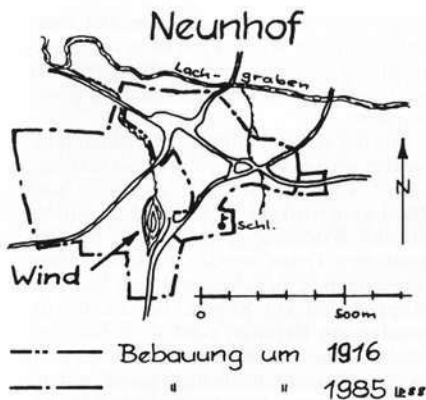 Neunhof
Lach-graben
N
Schl.
Wind
0 500m
Bebauung um 1916
" " 1985